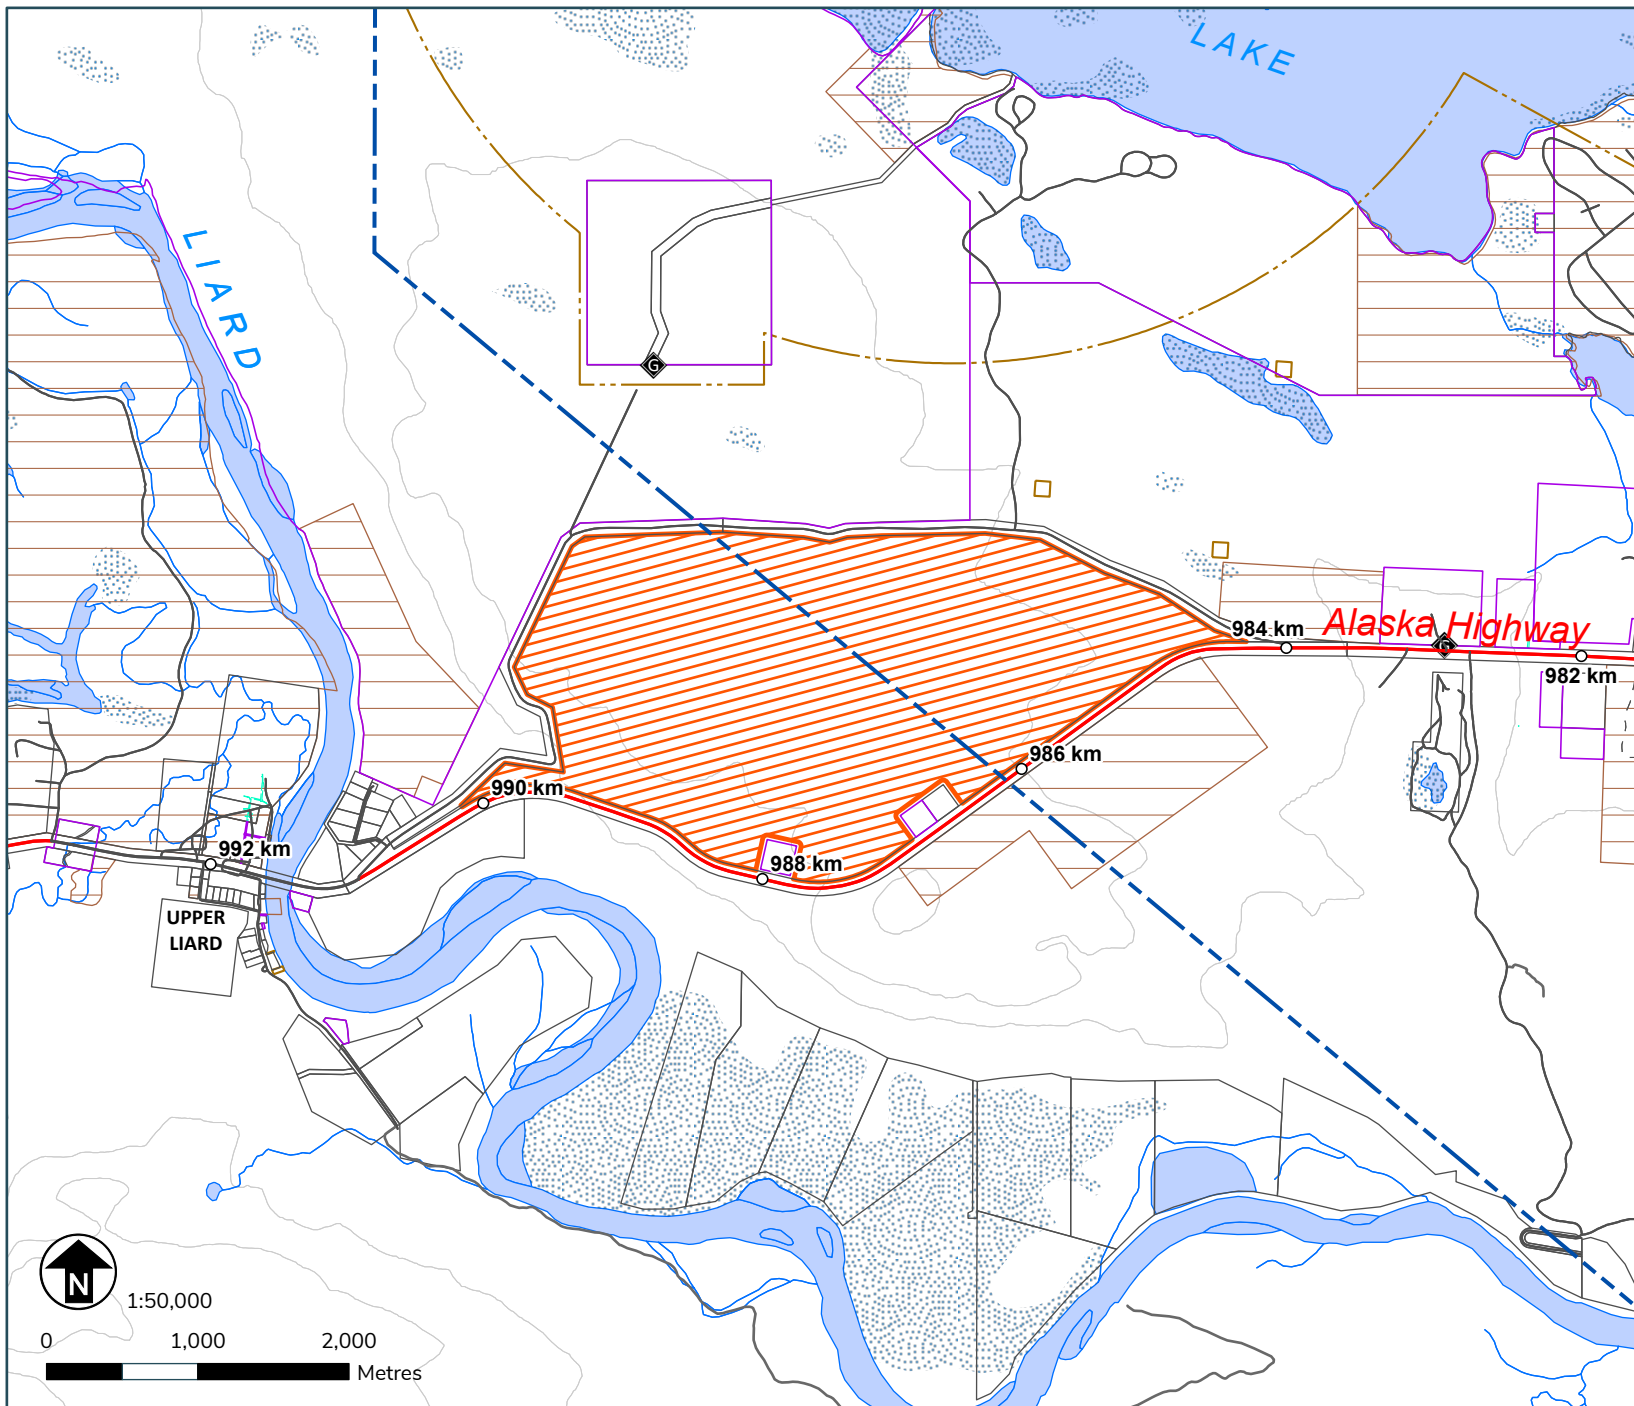 LAKE
LIARD
G
984 km
Alaska Highway
G
982 km
986 km
990 km
992 km
988 km
UPPER
LIARD
N
1:50,000
0 1,000 2,000
Metres